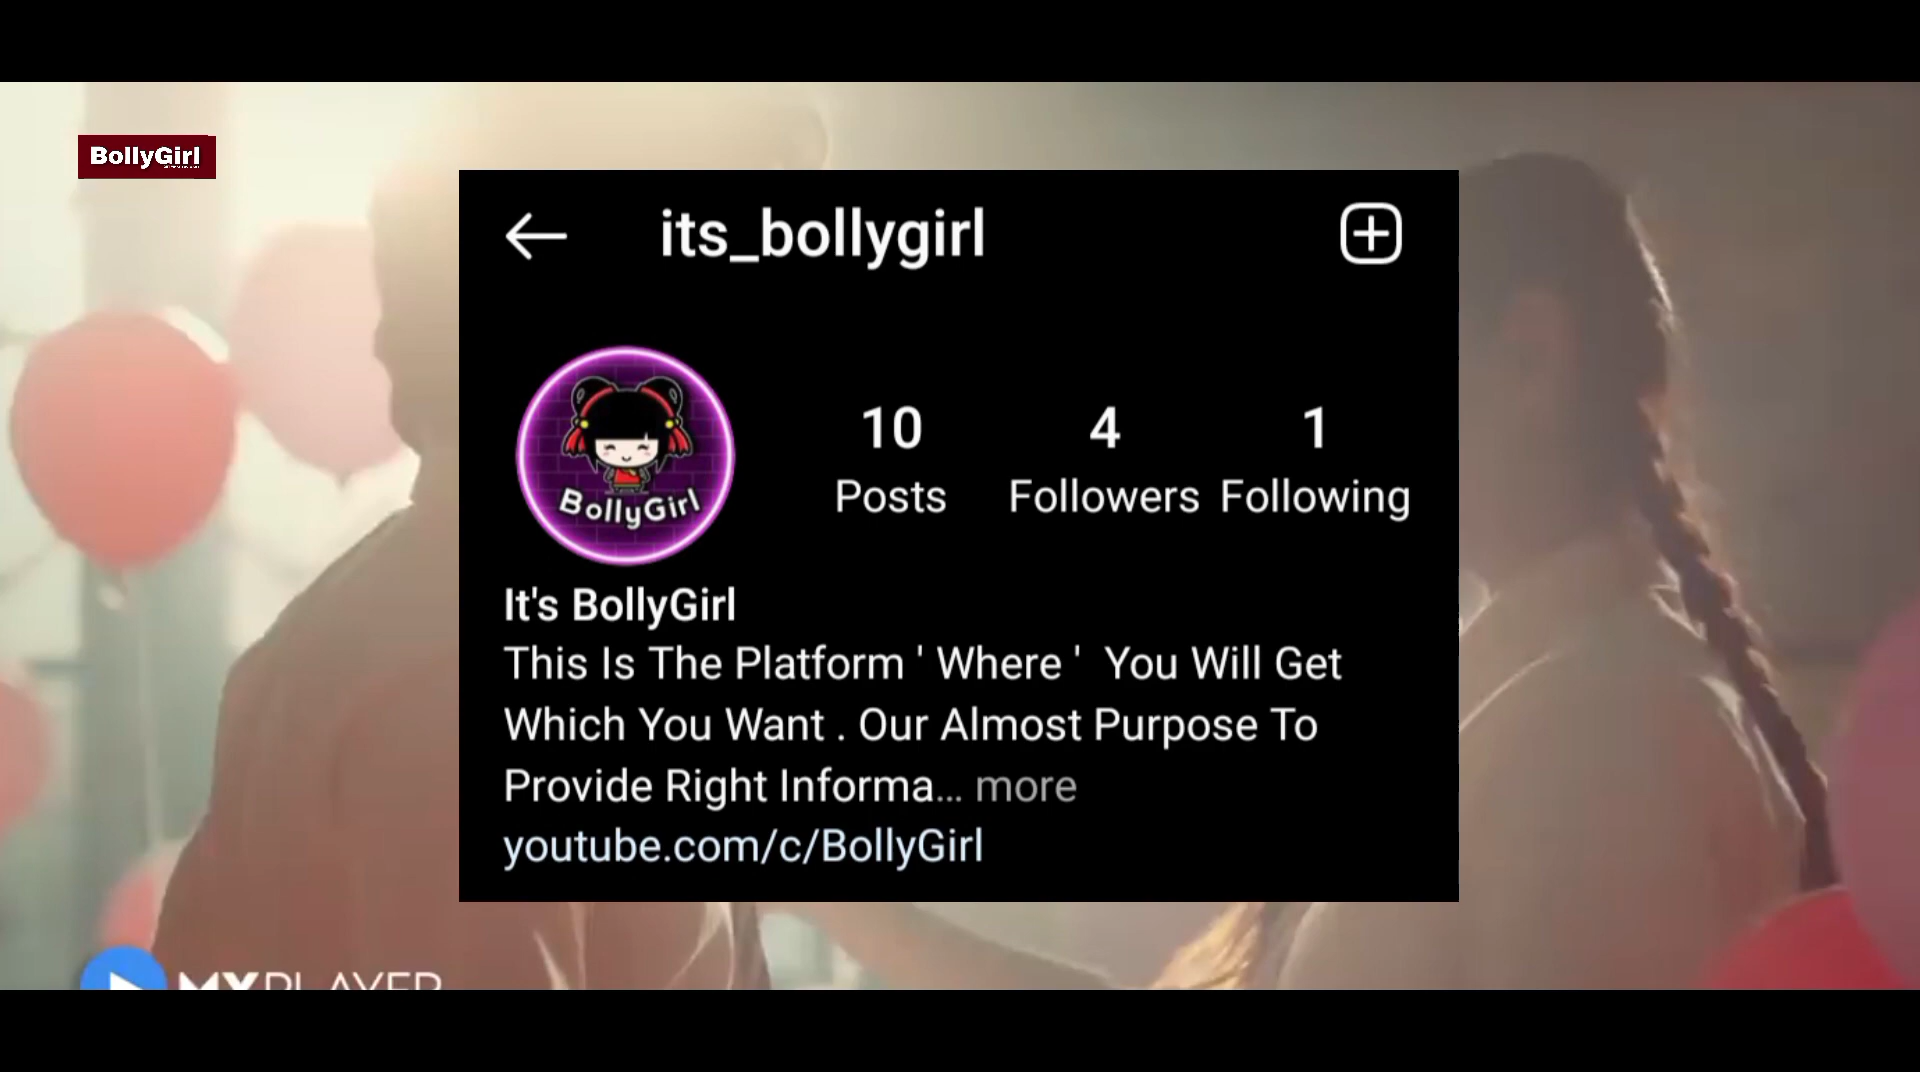 BollyGirl
its_bollygirl
BollyGirl
10 4 1
Posts Followers Following
It's BollyGirl
This Is The Platform ' Where ' You Will Get
Which You Want . Our Almost Purpose To
Provide Right Informa... more
youtube.com/c/BollyGirl
MXPLAYER